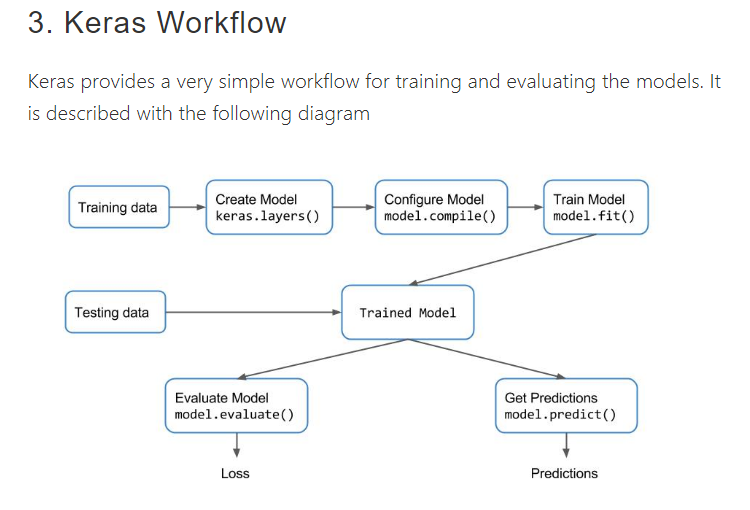 3. Keras Workflow
Keras provides a very simple workflow for training and evaluating the models. It
is described with the following diagram
Training data
Create Model
keras.layers()
Configure Model
model.compile()
Train Model
model.fit()
Testing data
Trained Model
Evaluate Model
model.evaluate()
Get Predictions
model.predict()
Loss
Predictions